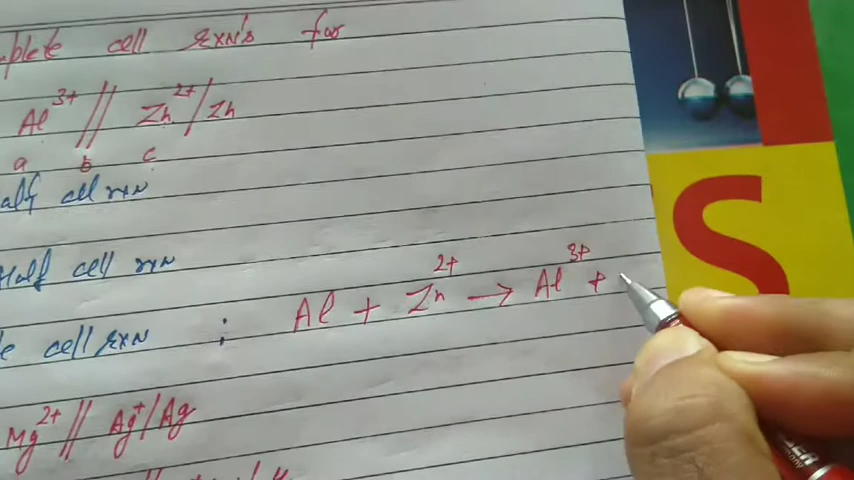 plete cell rxn's for
Al³⁺ // Zn²⁺/Zn
a b c
alf cell rxn
Half cell rxn
e cell rxn : Al + Zn²⁺ → Al³⁺ +
Mg²⁺ // Ag⁺/Ag
S